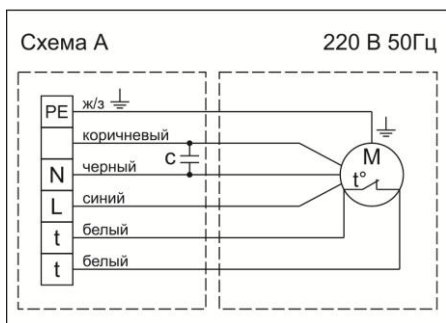 Схема А 220 В 50Гц
PE ж/з
коричневый
N черный C
L синий
t белый
t белый
M
t°